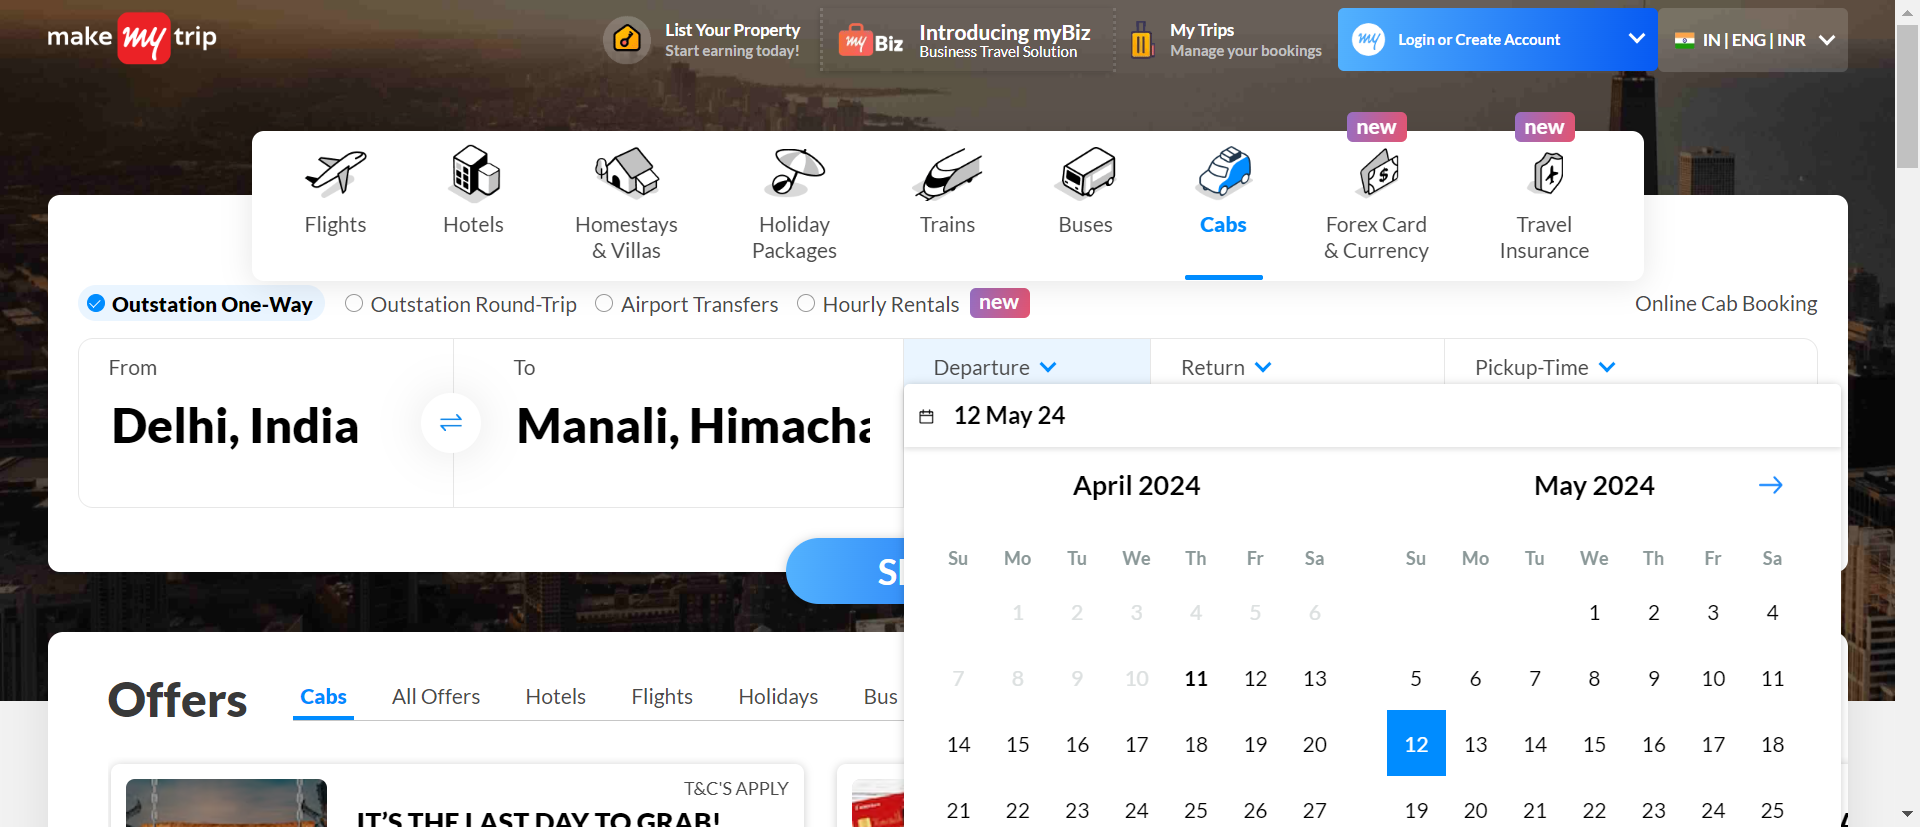 make my trip
List Your Property
Start earning today!
my Biz
Introducing myBiz
Business Travel Solution
My Trips
Manage your bookings
my
Login or Create Account
IN | ENG | INR
new
new
Flights
Hotels
Homestays
& Villas
Holiday
Packages
Trains
Buses
Cabs
Forex Card
& Currency
Travel
Insurance
Outstation One-Way
Outstation Round-Trip
Airport Transfers
Hourly Rentals
new
Online Cab Booking
From
To
Departure
Return
Pickup-Time
Delhi, India
Manali, Himacha
12 May 24
April 2024
May 2024
Su Mo Tu We Th Fr Sa
Su Mo Tu We Th Fr Sa
1 2 3 4 5 6
1 2 3 4
7 8 9 10 11 12 13
5 6 7 8 9 10 11
14 15 16 17 18 19 20
12 13 14 15 16 17 18
21 22 23 24 25 26 27
19 20 21 22 23 24 25
Offers
Cabs
All Offers
Hotels
Flights
Holidays
Bus
T&C'S APPLY
IT'S THE LAST DAY TO GRAB!